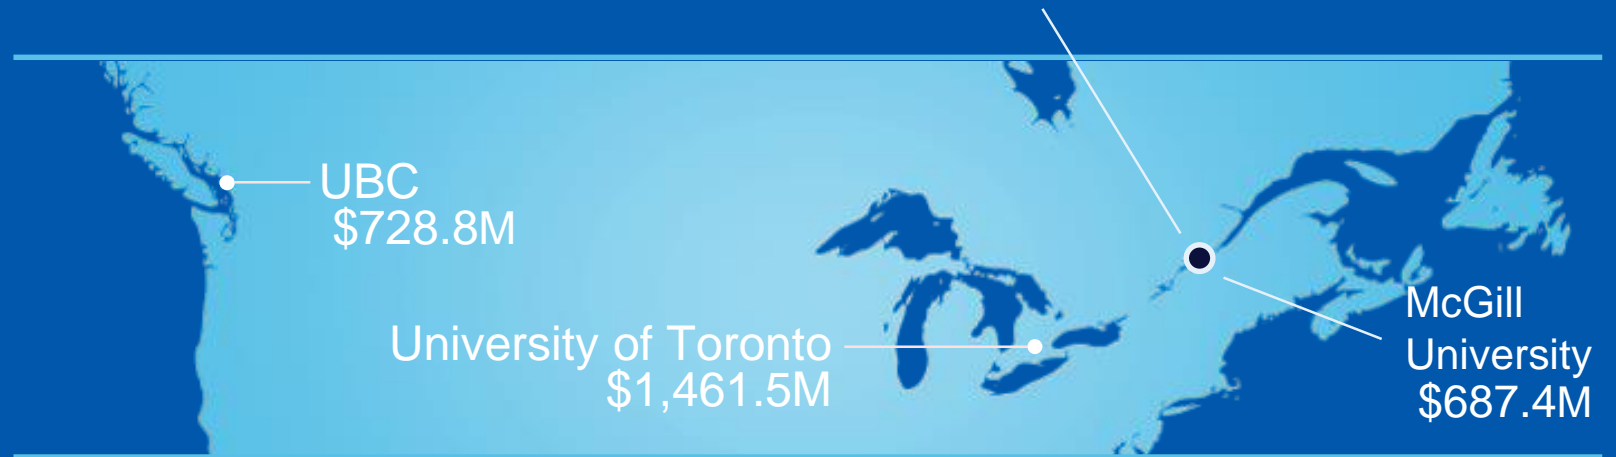 UBC
$728.8M
University of Toronto
$1,461.5M
McGill
University
$687.4M